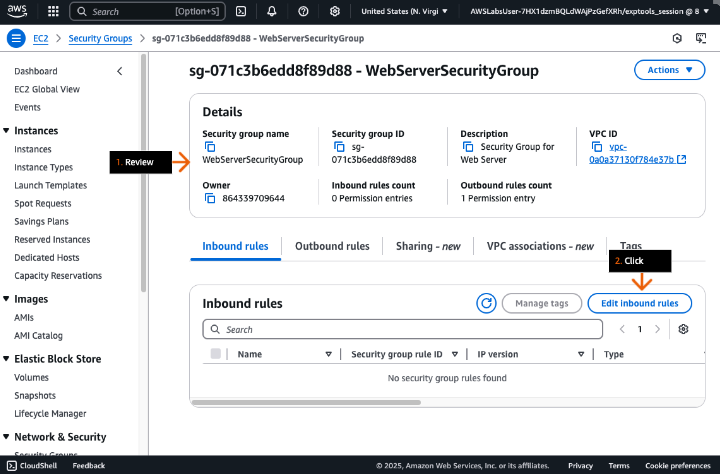 aws
Search
[Option+S]
United States (N. Virgi
AWSLabsUser-7HX1dzmBQLdWAjPzGefXRh/exptools_session @ 8
EC2
Security Groups
sg-071c3b6edd8f89d88 - WebServerSecurityGroup
Dashboard
EC2 Global View
Events
Instances
Instances
Instance Types
Launch Templates
Spot Requests
Savings Plans
Reserved Instances
Dedicated Hosts
Capacity Reservations
Images
AMIs
AMI Catalog
Elastic Block Store
Volumes
Snapshots
Lifecycle Manager
Network & Security
Security Groups
sg-071c3b6edd8f89d88 - WebServerSecurityGroup
Actions
Details
Security group name
WebServerSecurityGroup
Security group ID
sg-
071c3b6edd8f89d88
Description
Security Group for
Web Server
VPC ID
vpc-
0a0a37130f784e37b
Owner
864339709644
Inbound rules count
0 Permission entries
Outbound rules count
1 Permission entry
1. Review
Inbound rules
Outbound rules
Sharing - new
VPC associations - new
Tags
2. Click
Inbound rules
Manage tags
Edit inbound rules
Search
1
Name
Security group rule ID
IP version
Type
No security group rules found
CloudShell
Feedback
© 2025, Amazon Web Services, Inc. or its affiliates.
Privacy
Terms
Cookie preferences